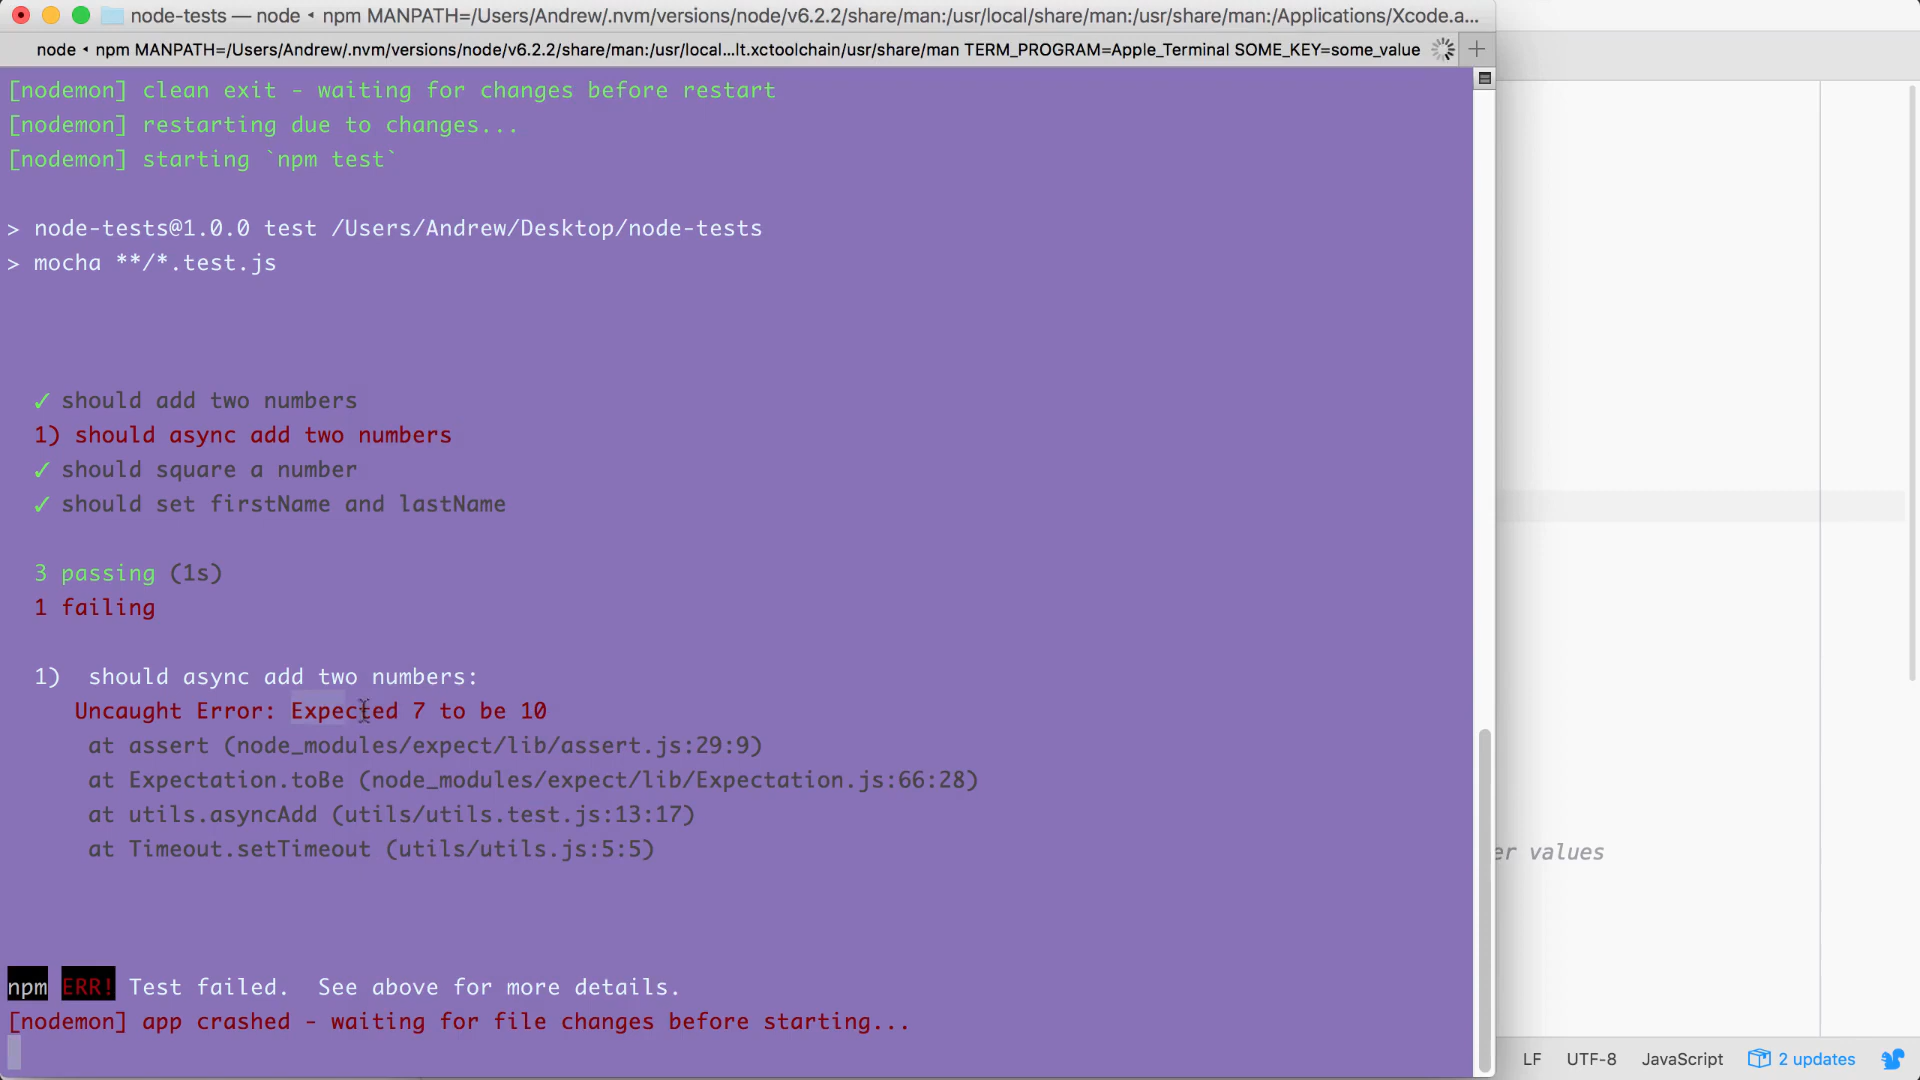 node-tests — node ◂ npm MANPATH=/Users/Andrew/.nvm/versions/node/v6.2.2/share/man:/usr/local/share/man:/usr/share/man:/Applications/Xcode.a...
node ◂ npm MANPATH=/Users/Andrew/.nvm/versions/node/v6.2.2/share/man:/usr/local...lt.xctoolchain/usr/share/man TERM_PROGRAM=Apple_Terminal SOME_KEY=some_value
[nodemon] clean exit - waiting for changes before restart
[nodemon] restarting due to changes...
[nodemon] starting `npm test`
> node-tests@1.0.0 test /Users/Andrew/Desktop/node-tests
> mocha **/*.test.js
✓ should add two numbers
1) should async add two numbers
✓ should square a number
✓ should set firstName and lastName
3 passing (1s)
1 failing
1)  should async add two numbers:
Uncaught Error: Expected 7 to be 10
at assert (node_modules/expect/lib/assert.js:29:9)
at Expectation.toBe (node_modules/expect/lib/Expectation.js:66:28)
at utils.asyncAdd (utils/utils.test.js:13:17)
at Timeout.setTimeout (utils/utils.js:5:5)
er values
npm ERR! Test failed.  See above for more details.
[nodemon] app crashed - waiting for file changes before starting...
LF UTF-8 JavaScript 2 updates